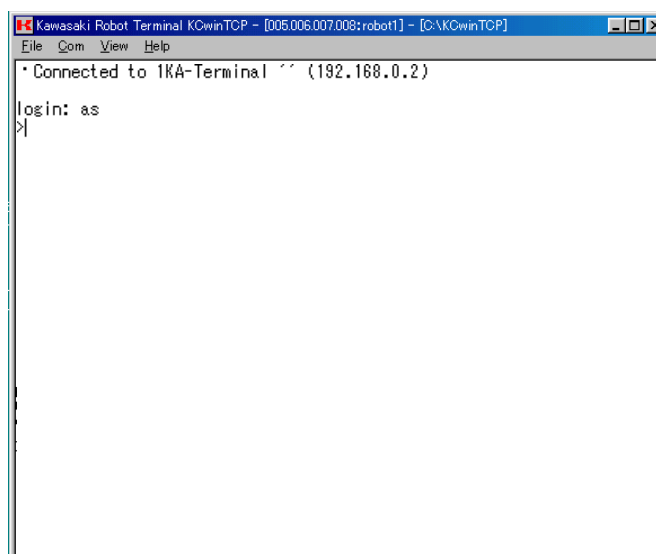 Kawasaki Robot Terminal KCwinTCP - [005.006.007.008:robot1] - [C:\KCwinTCP]
File Com View Help
・Connected to 1KA-Terminal ´´ (192.168.0.2)
login: as
>